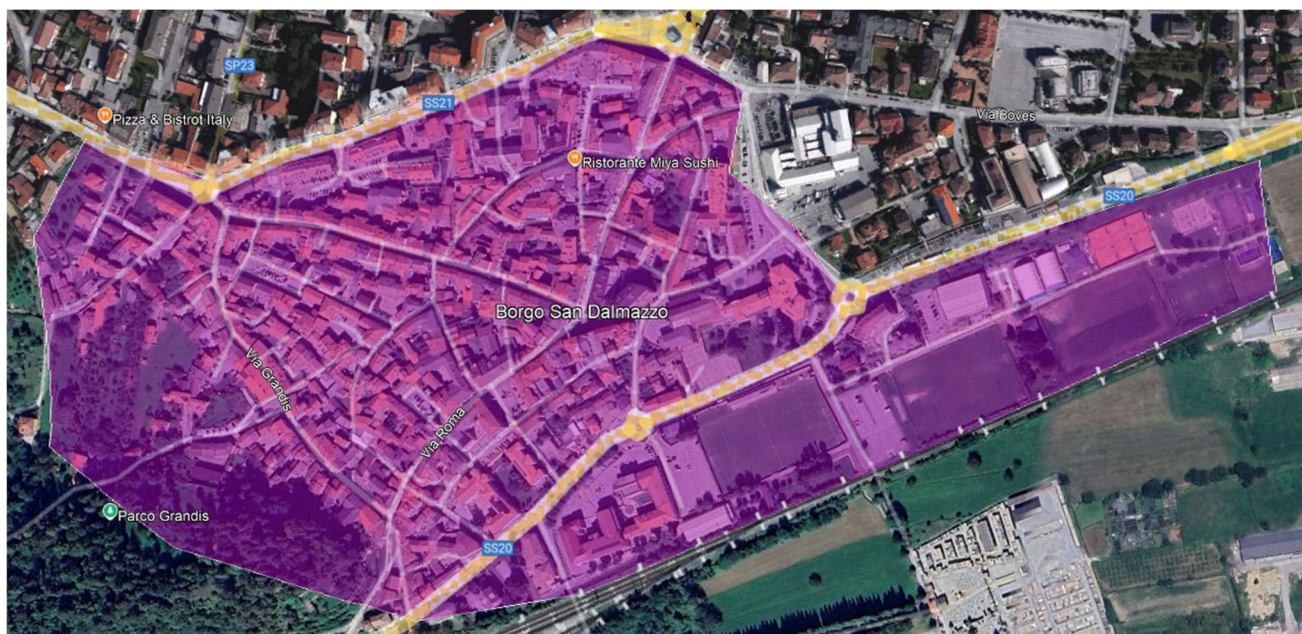 SP23
SS21
Pizza & Bistrot Italy
Via Boves
Ristorante Miya Sushi
SS20
Borgo San Dalmazzo
Via Grandis
Via Roma
Parco Grandis
SS20